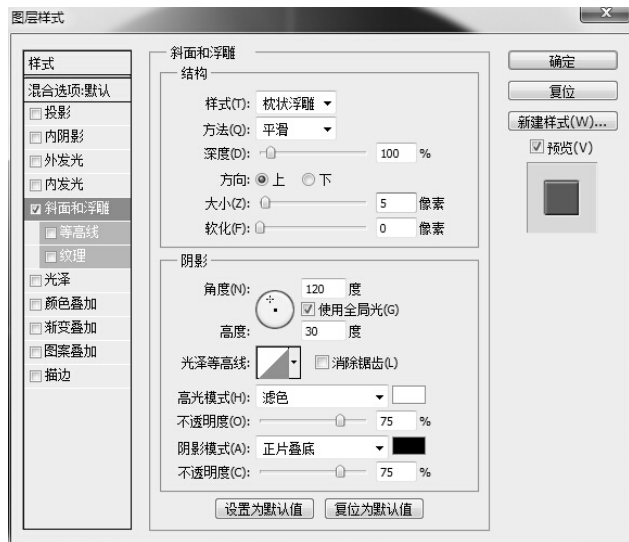 图层样式
x
样式
混合选项:默认
投影
内阴影
外发光
内发光
斜面和浮雕
等高线
纹理
光泽
颜色叠加
渐变叠加
图案叠加
描边
斜面和浮雕
结构
样式(T): 枕状浮雕
方法(Q): 平滑
深度(D): 100 %
方向: 上 下
大小(Z): 5 像素
软化(F): 0 像素
阴影
角度(N): 120 度
使用全局光(G)
高度: 30 度
光泽等高线: 消除锯齿(L)
高光模式(H): 滤色
不透明度(O): 75 %
阴影模式(A): 正片叠底
不透明度(C): 75 %
设置为默认值 复位为默认值
确定
复位
新建样式(W)...
预览(V)